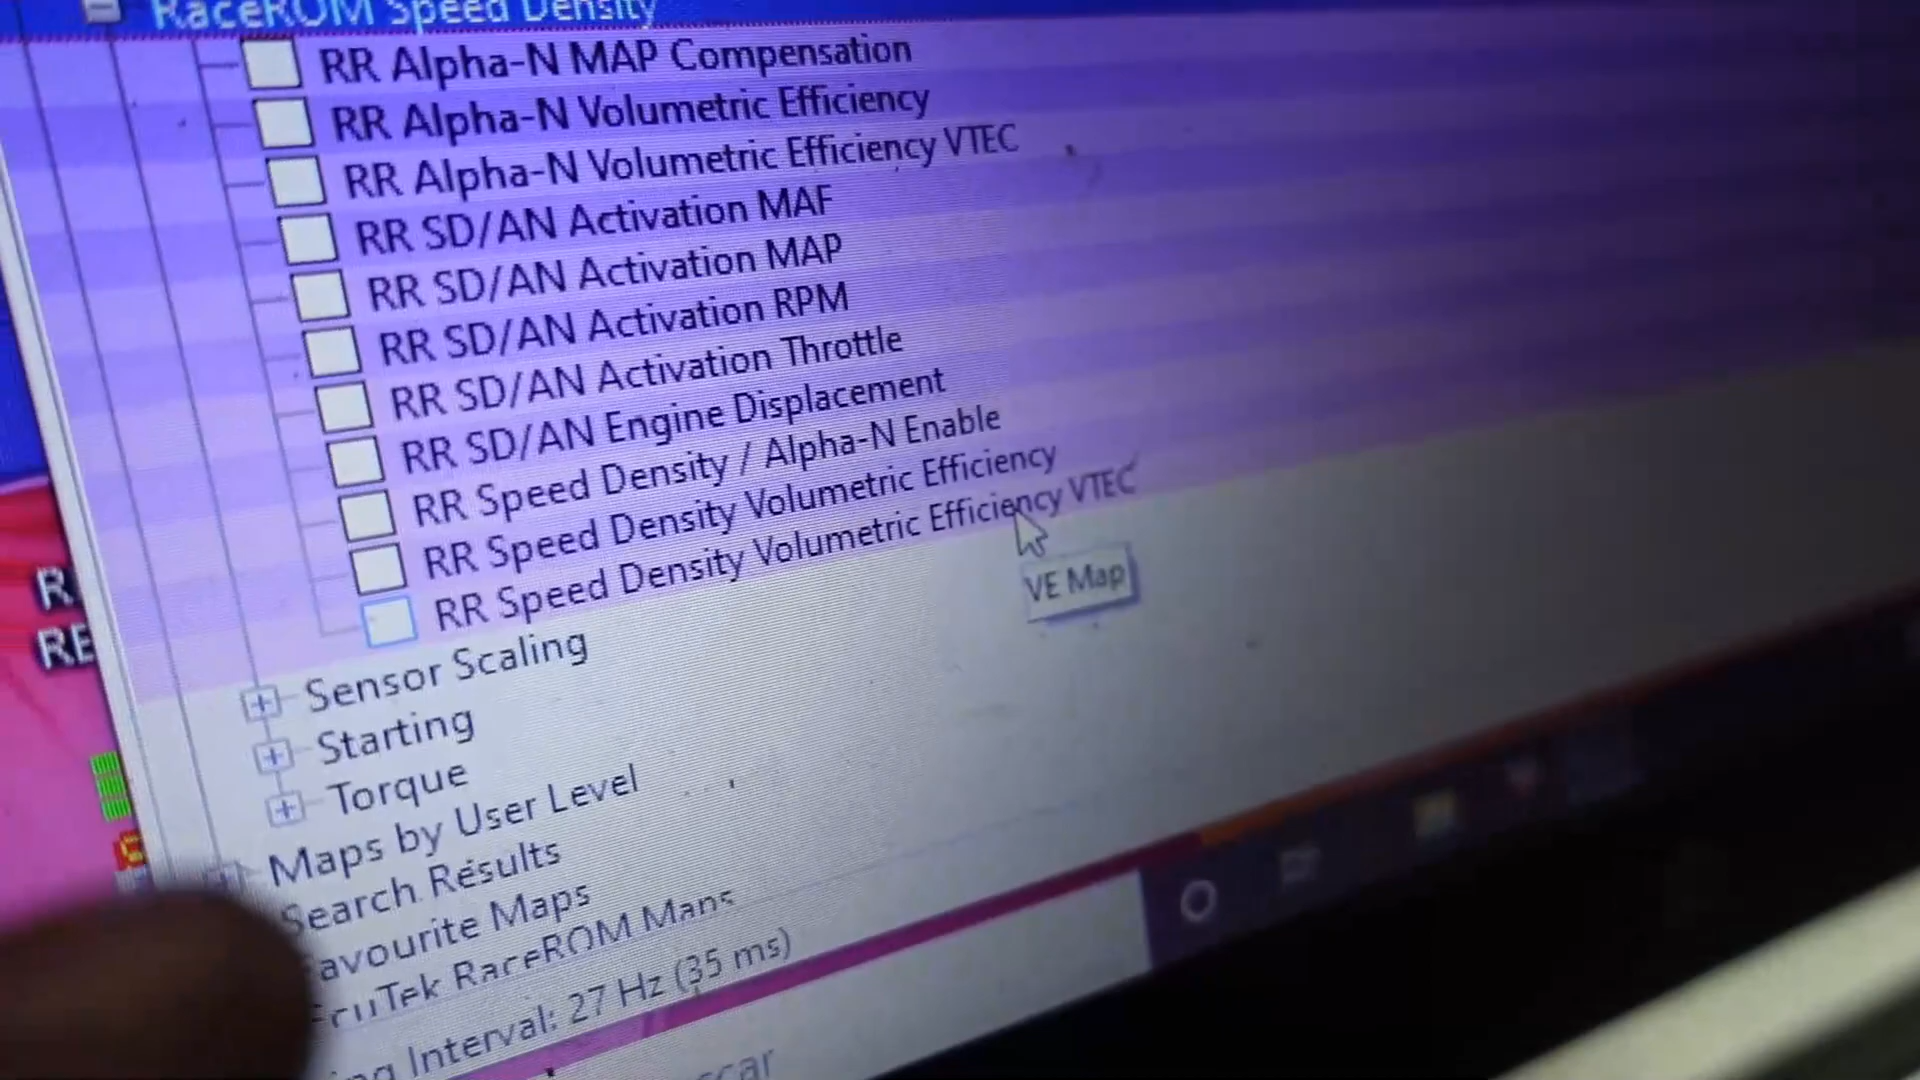 RaceROM Speed Density
RR Alpha-N MAP Compensation
RR Alpha-N Volumetric Efficiency
RR Alpha-N Volumetric Efficiency VTEC
RR SD/AN Activation MAF
RR SD/AN Activation MAP
RR SD/AN Activation RPM
RR SD/AN Activation Throttle
RR SD/AN Engine Displacement
RR Speed Density / Alpha-N Enable
RR Speed Density Volumetric Efficiency
RR Speed Density Volumetric Efficiency VTEC
VE Map
Sensor Scaling
Starting
Torque
Maps by User Level
Search Results
avourite Maps
EcuTek RaceROM Maps
Interval: 27 Hz (35 ms)